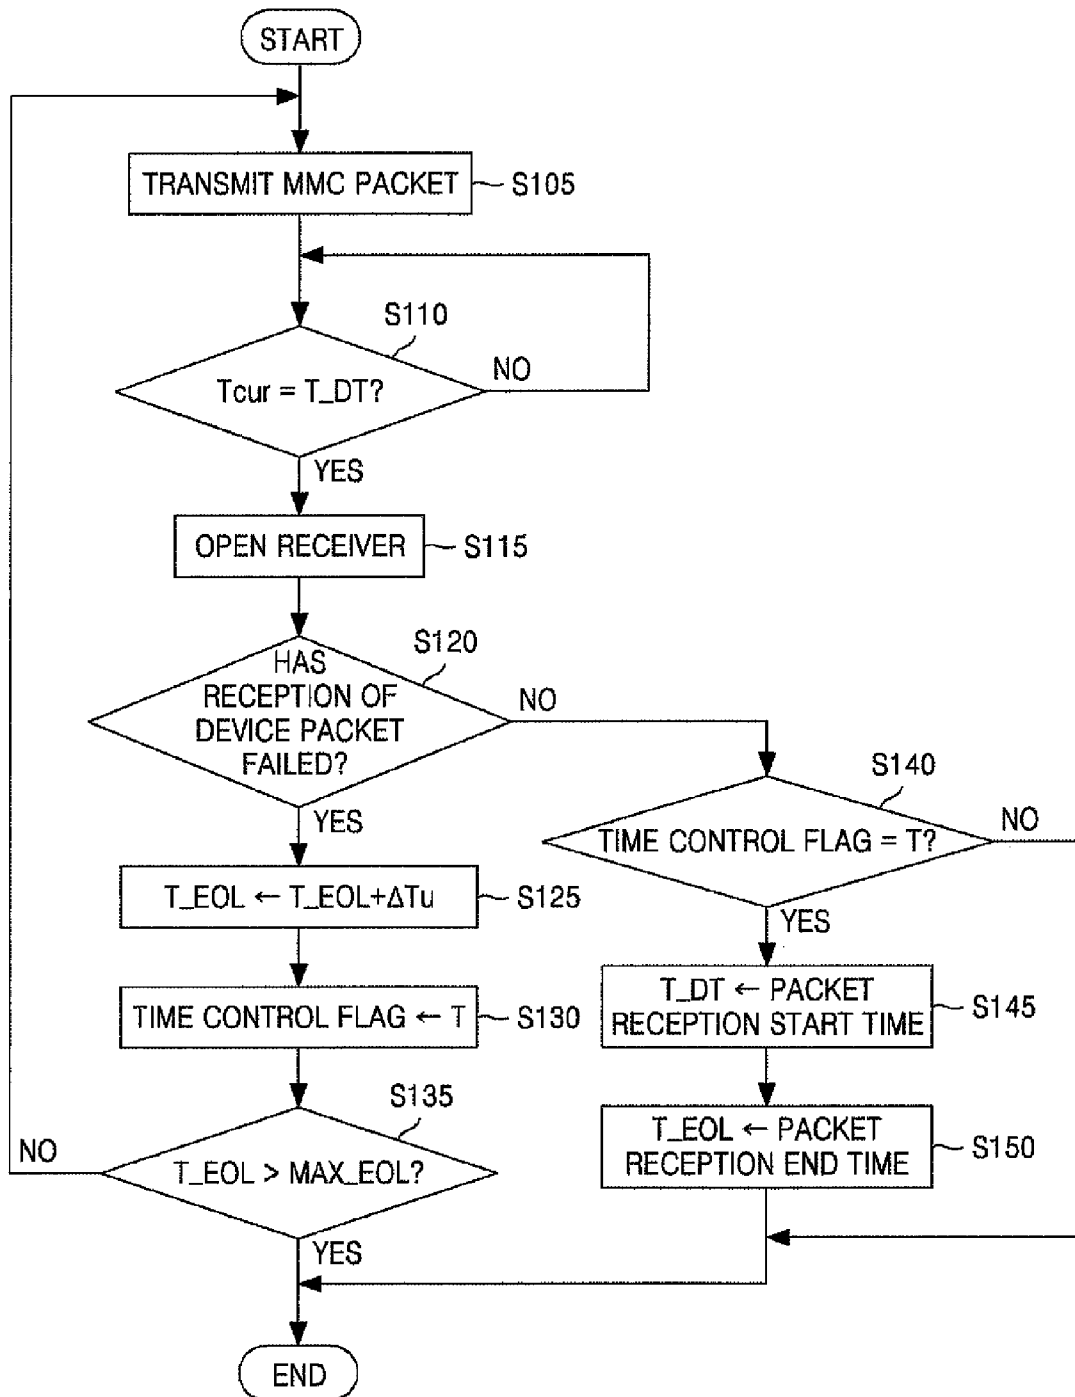 START
TRANSMIT MMC PACKET
S105
S110
Tcur = T_DT?
NO
YES
OPEN RECEIVER
S115
S120
HAS
RECEPTION OF
DEVICE PACKET
FAILED?
NO
YES
S140
TIME CONTROL FLAG = T?
NO
YES
T_EOL ← T_EOL+ΔTu
S125
TIME CONTROL FLAG ← T
S130
T_DT ← PACKET
RECEPTION START TIME
S145
S135
T_EOL > MAX_EOL?
NO
YES
T_EOL ← PACKET
RECEPTION END TIME
S150
END